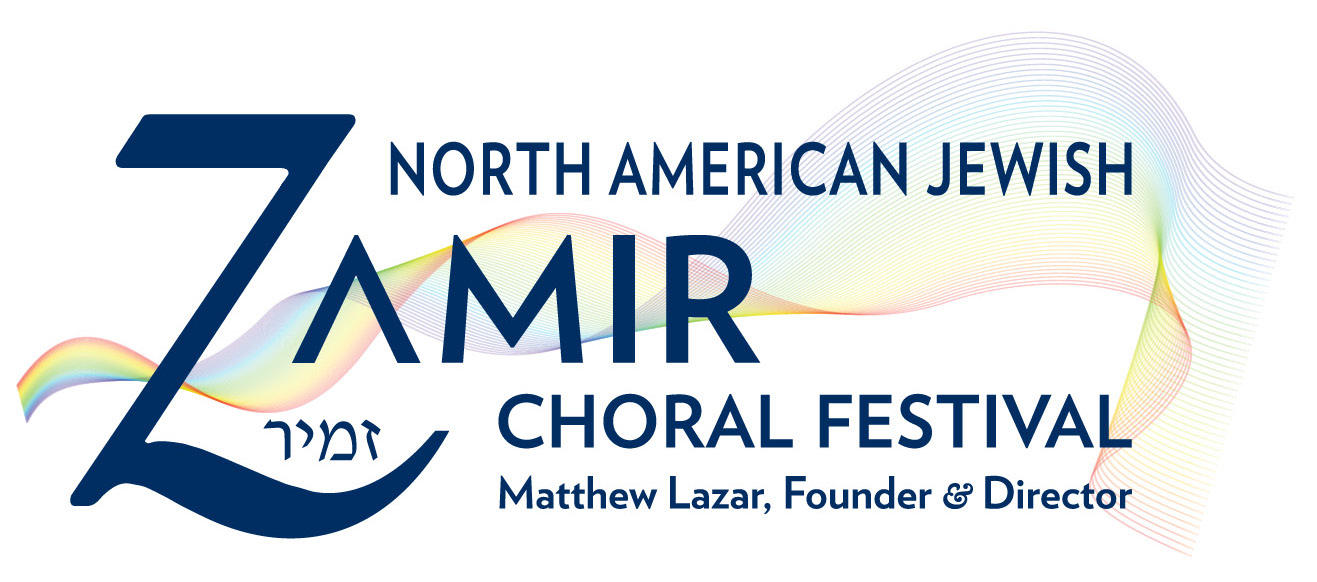 NORTH AMERICAN JEWISH
ZAMIR
זמיר
CHORAL FESTIVAL
Matthew Lazar, Founder & Director